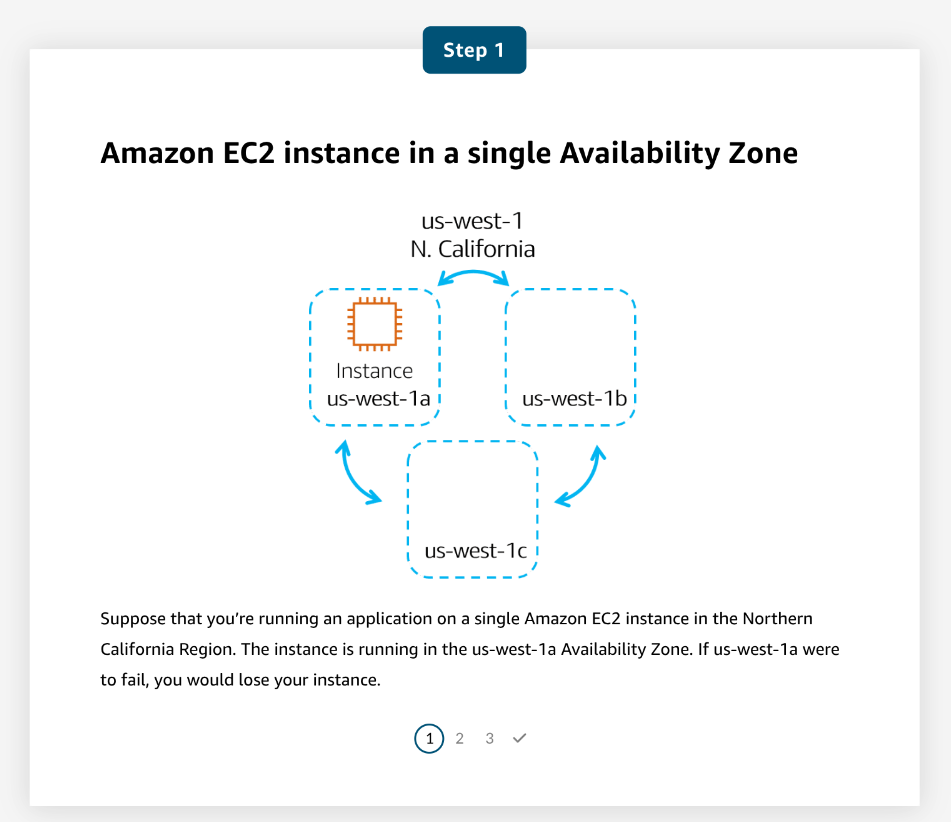 Step 1
Amazon EC2 instance in a single Availability Zone
us-west-1
N. California
Instance
us-west-1a
us-west-1b
us-west-1c
Suppose that you’re running an application on a single Amazon EC2 instance in the Northern
California Region. The instance is running in the us-west-1a Availability Zone. If us-west-1a were
to fail, you would lose your instance.
1 2 3